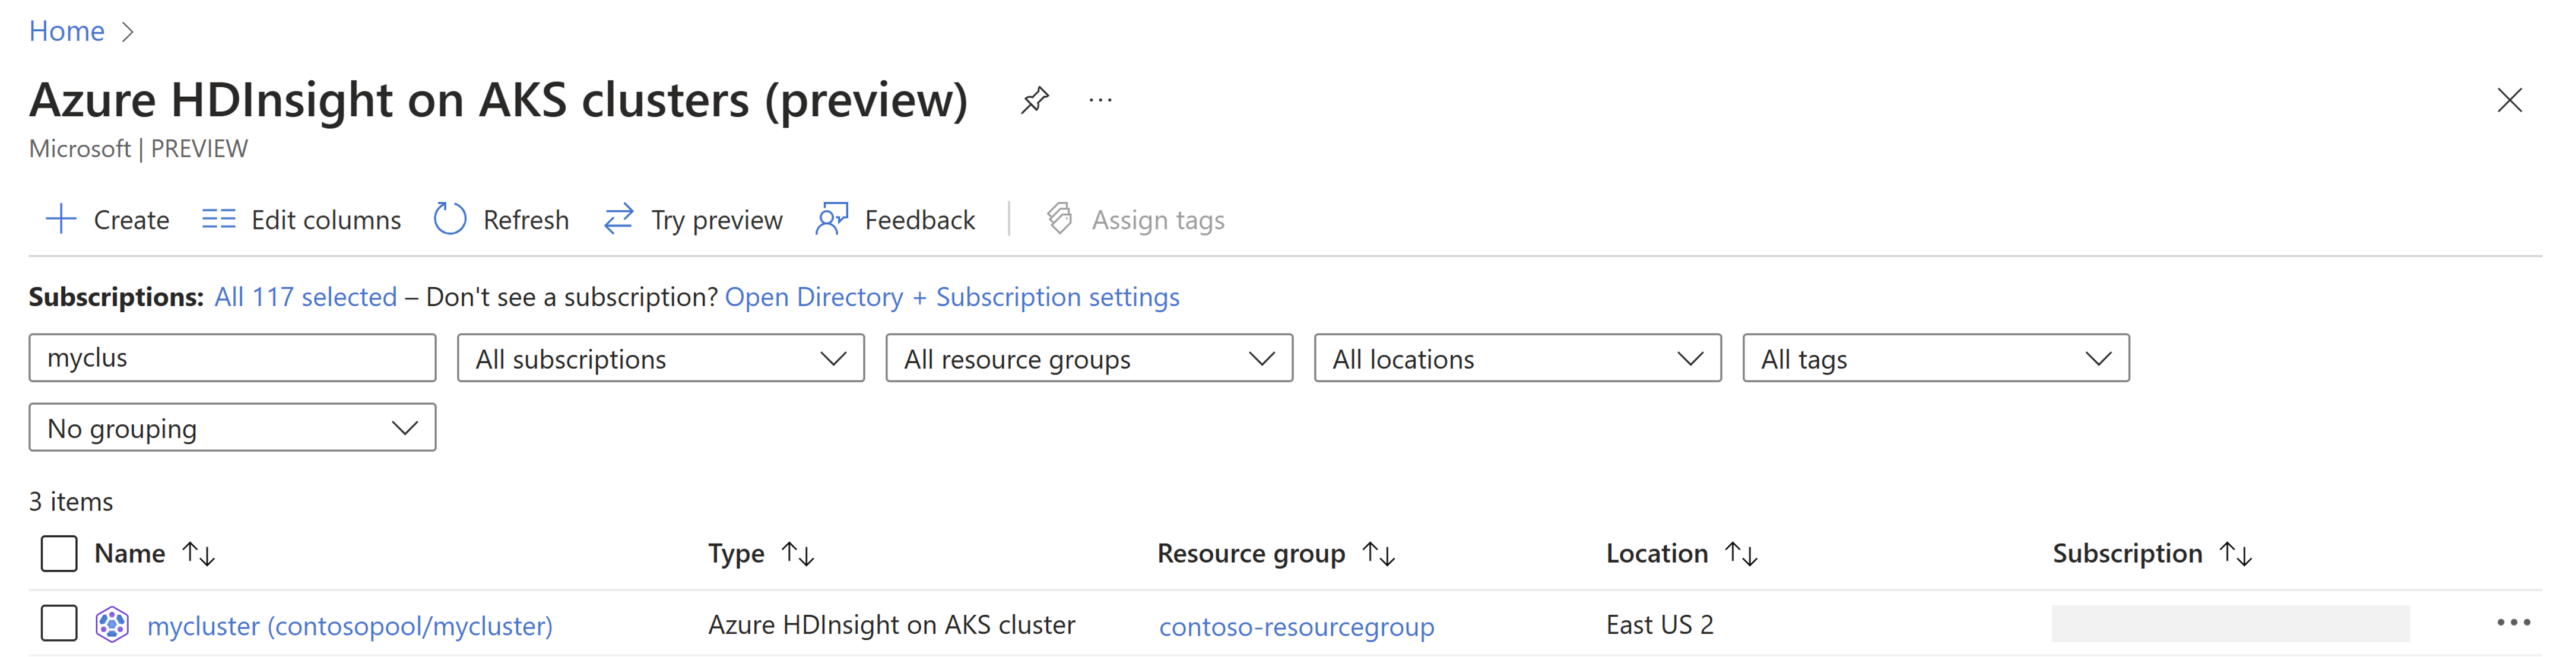 Home >
Azure HDInsight on AKS clusters (preview) ...
Microsoft | PREVIEW
Create Edit columns Refresh Try preview Feedback | Assign tags
Subscriptions: All 117 selected – Don't see a subscription? Open Directory + Subscription settings
myclus All subscriptions All resource groups All locations All tags
No grouping
3 items
Name ↑↓ Type ↑↓ Resource group ↑↓ Location ↑↓ Subscription ↑↓
mycluster (contosopool/mycluster) Azure HDInsight on AKS cluster contoso-resourcegroup East US 2 ...